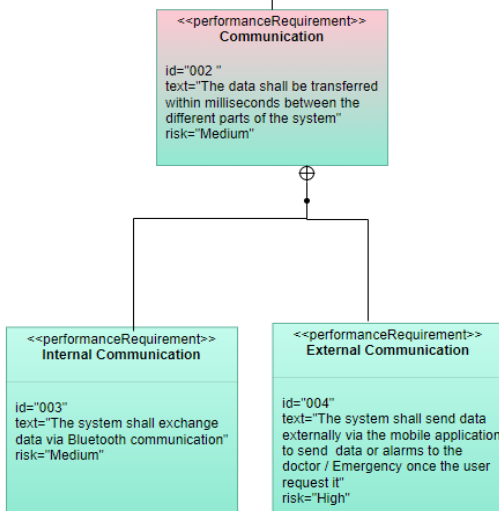 <<performanceRequirement>>
Communication
id="002 "
text="The data shall be transferred
within milliseconds between the
different parts of the system"
risk="Medium"
<<performanceRequirement>>
Internal Communication
id="003"
text="The system shall exchange
data via Bluetooth communication"
risk="Medium"
<<performanceRequirement>>
External Communication
id="004"
text="The system shall send data
externally via the mobile application
to send  data or alarms to the
doctor / Emergency once the user
request it"
risk="High"